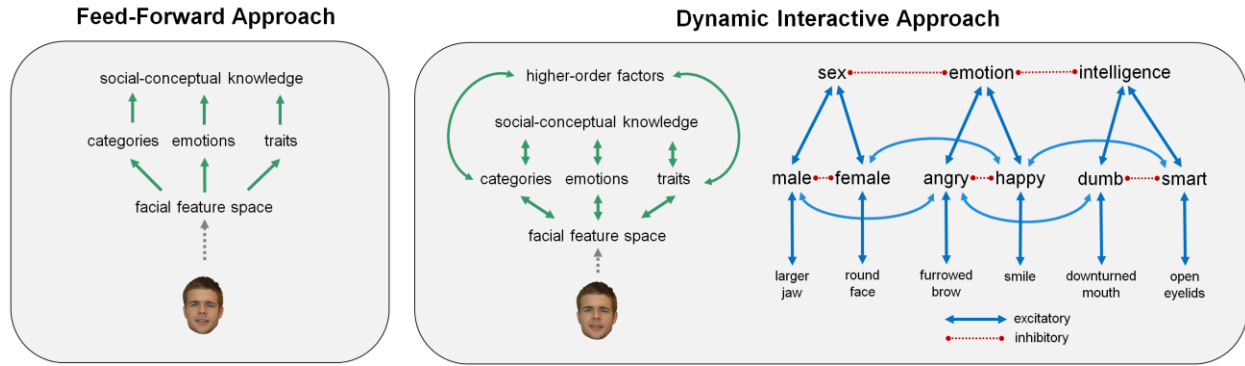 Feed-Forward Approach
social-conceptual knowledge
categories emotions traits
facial feature space
Dynamic Interactive Approach
higher-order factors
social-conceptual knowledge
categories emotions traits
facial feature space
sex emotion intelligence
male female angry happy dumb smart
larger jaw
round face
furrowed brow
smile
downturned mouth
open eyelids
excitatory
inhibitory